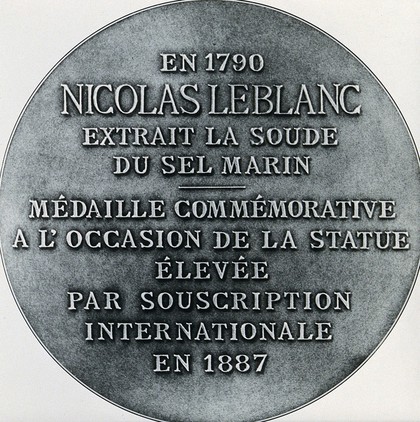 EN 1790
NICOLAS LEBLANC
EXTRAIT LA SOUDE
DU SEL MARIN
MÉDAILLE COMMÉMORATIVE
A L'OCCASION DE LA STATUE
ÉLEVÉE
PAR SOUSCRIPTION
INTERNATIONALE
EN 1887